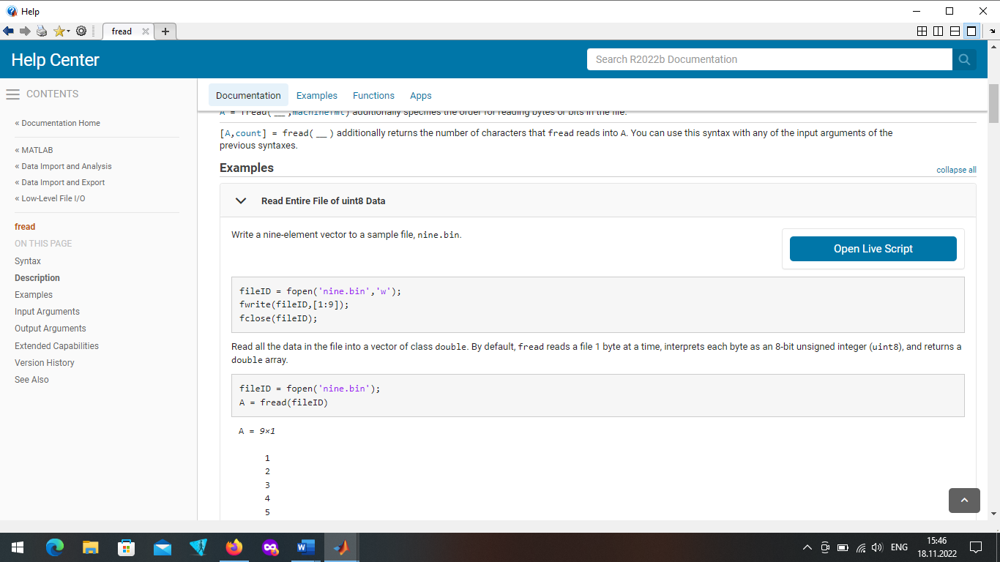 Help
fread
Help Center
Search R2022b Documentation
CONTENTS
« Documentation Home
« MATLAB
« Data Import and Analysis
« Data Import and Export
« Low-Level File I/O
fread
ON THIS PAGE
Syntax
Description
Examples
Input Arguments
Output Arguments
Extended Capabilities
Version History
See Also
Documentation Examples Functions Apps
A = fread( __ ,machinefmt) additionally specifies the order for reading bytes or bits in the file.
[A,count] = fread( __ ) additionally returns the number of characters that fread reads into A. You can use this syntax with any of the input arguments of the
previous syntaxes.
Examples
collapse all
Read Entire File of uint8 Data
Write a nine-element vector to a sample file, nine.bin.
Open Live Script
fileID = fopen('nine.bin','w');
fwrite(fileID,[1:9]);
fclose(fileID);
Read all the data in the file into a vector of class double. By default, fread reads a file 1 byte at a time, interprets each byte as an 8-bit unsigned integer (uint8), and returns a
double array.
fileID = fopen('nine.bin');
A = fread(fileID)
A = 9×1
1
2
3
4
5
ENG
15:46
18.11.2022